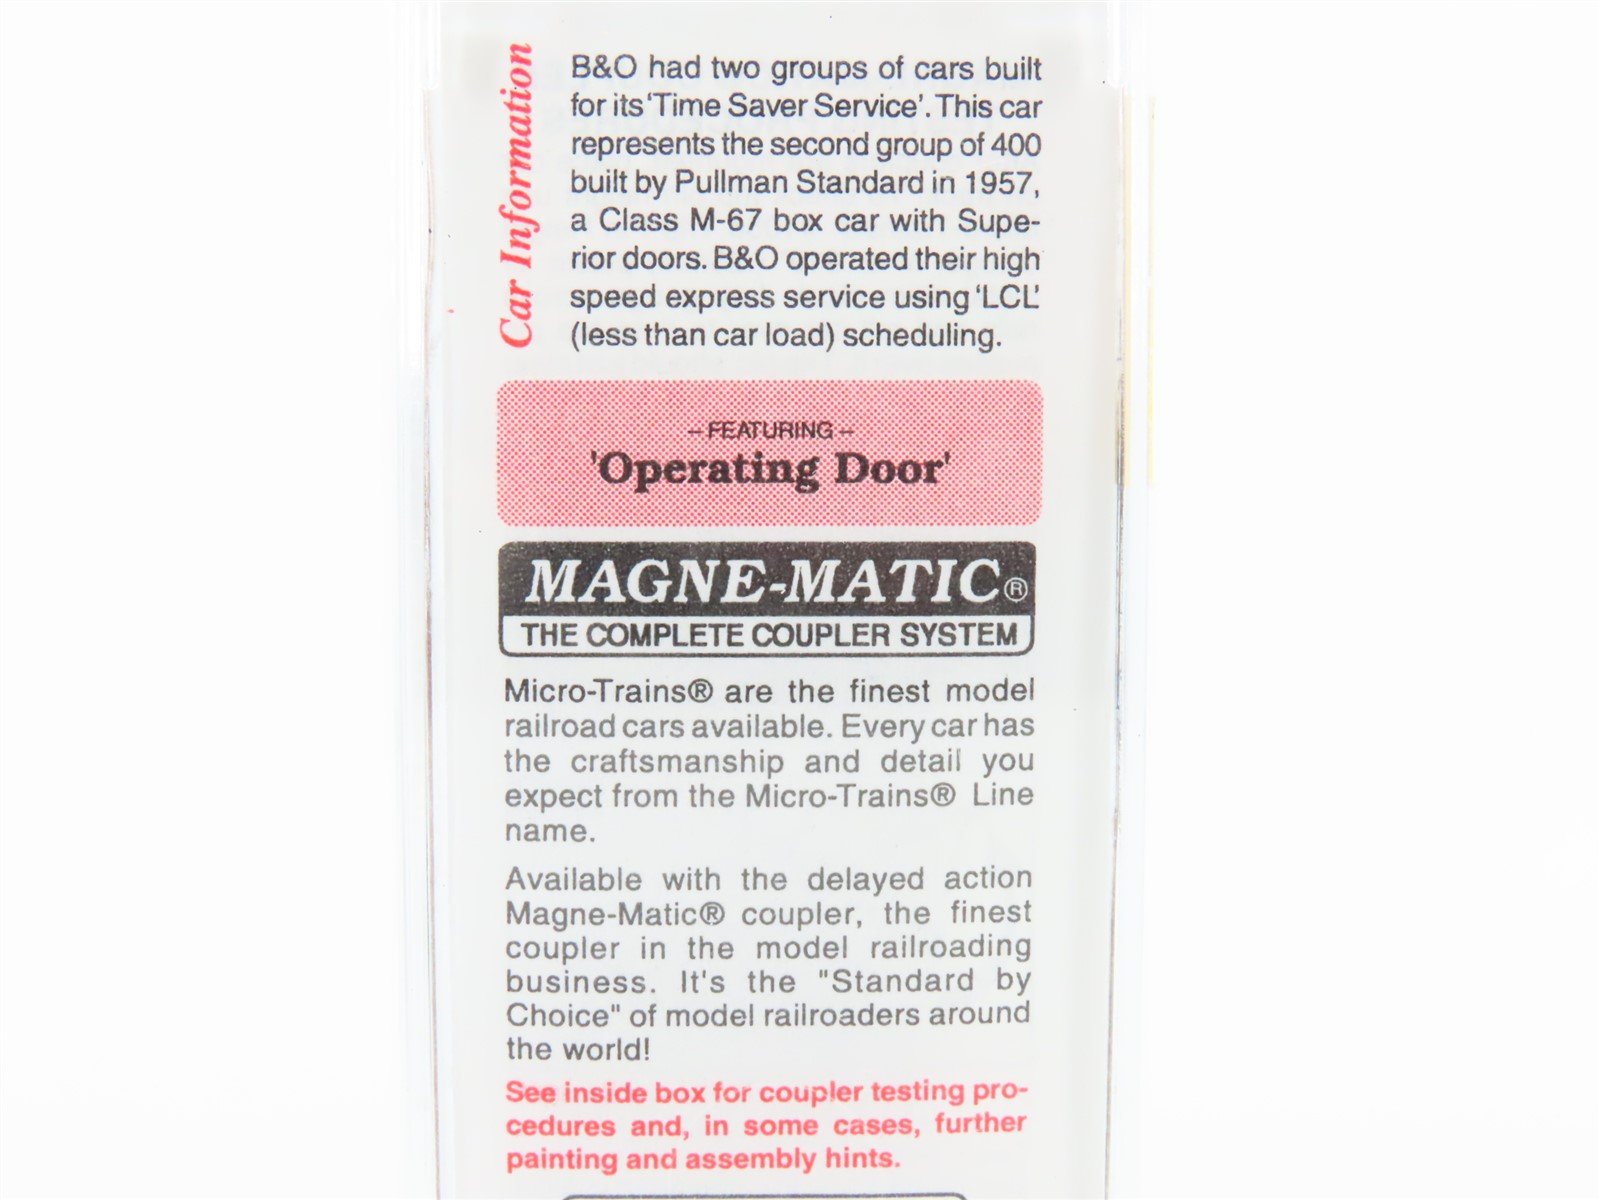 Car Information
B&O had two groups of cars built
for its 'Time Saver Service'. This car
represents the second group of 400
built by Pullman Standard in 1957,
a Class M-67 box car with Supe-
rior doors. B&O operated their high
speed express service using 'LCL'
(less than car load) scheduling.
– FEATURING –
'Operating Door'
MAGNE-MATIC®
THE COMPLETE COUPLER SYSTEM
Micro-Trains® are the finest model
railroad cars available. Every car has
the craftsmanship and detail you
expect from the Micro-Trains® Line
name.
Available with the delayed action
Magne-Matic® coupler, the finest
coupler in the model railroading
business. It's the "Standard by
Choice" of model railroaders around
the world!
See inside box for coupler testing pro-
cedures and, in some cases, further
painting and assembly hints.